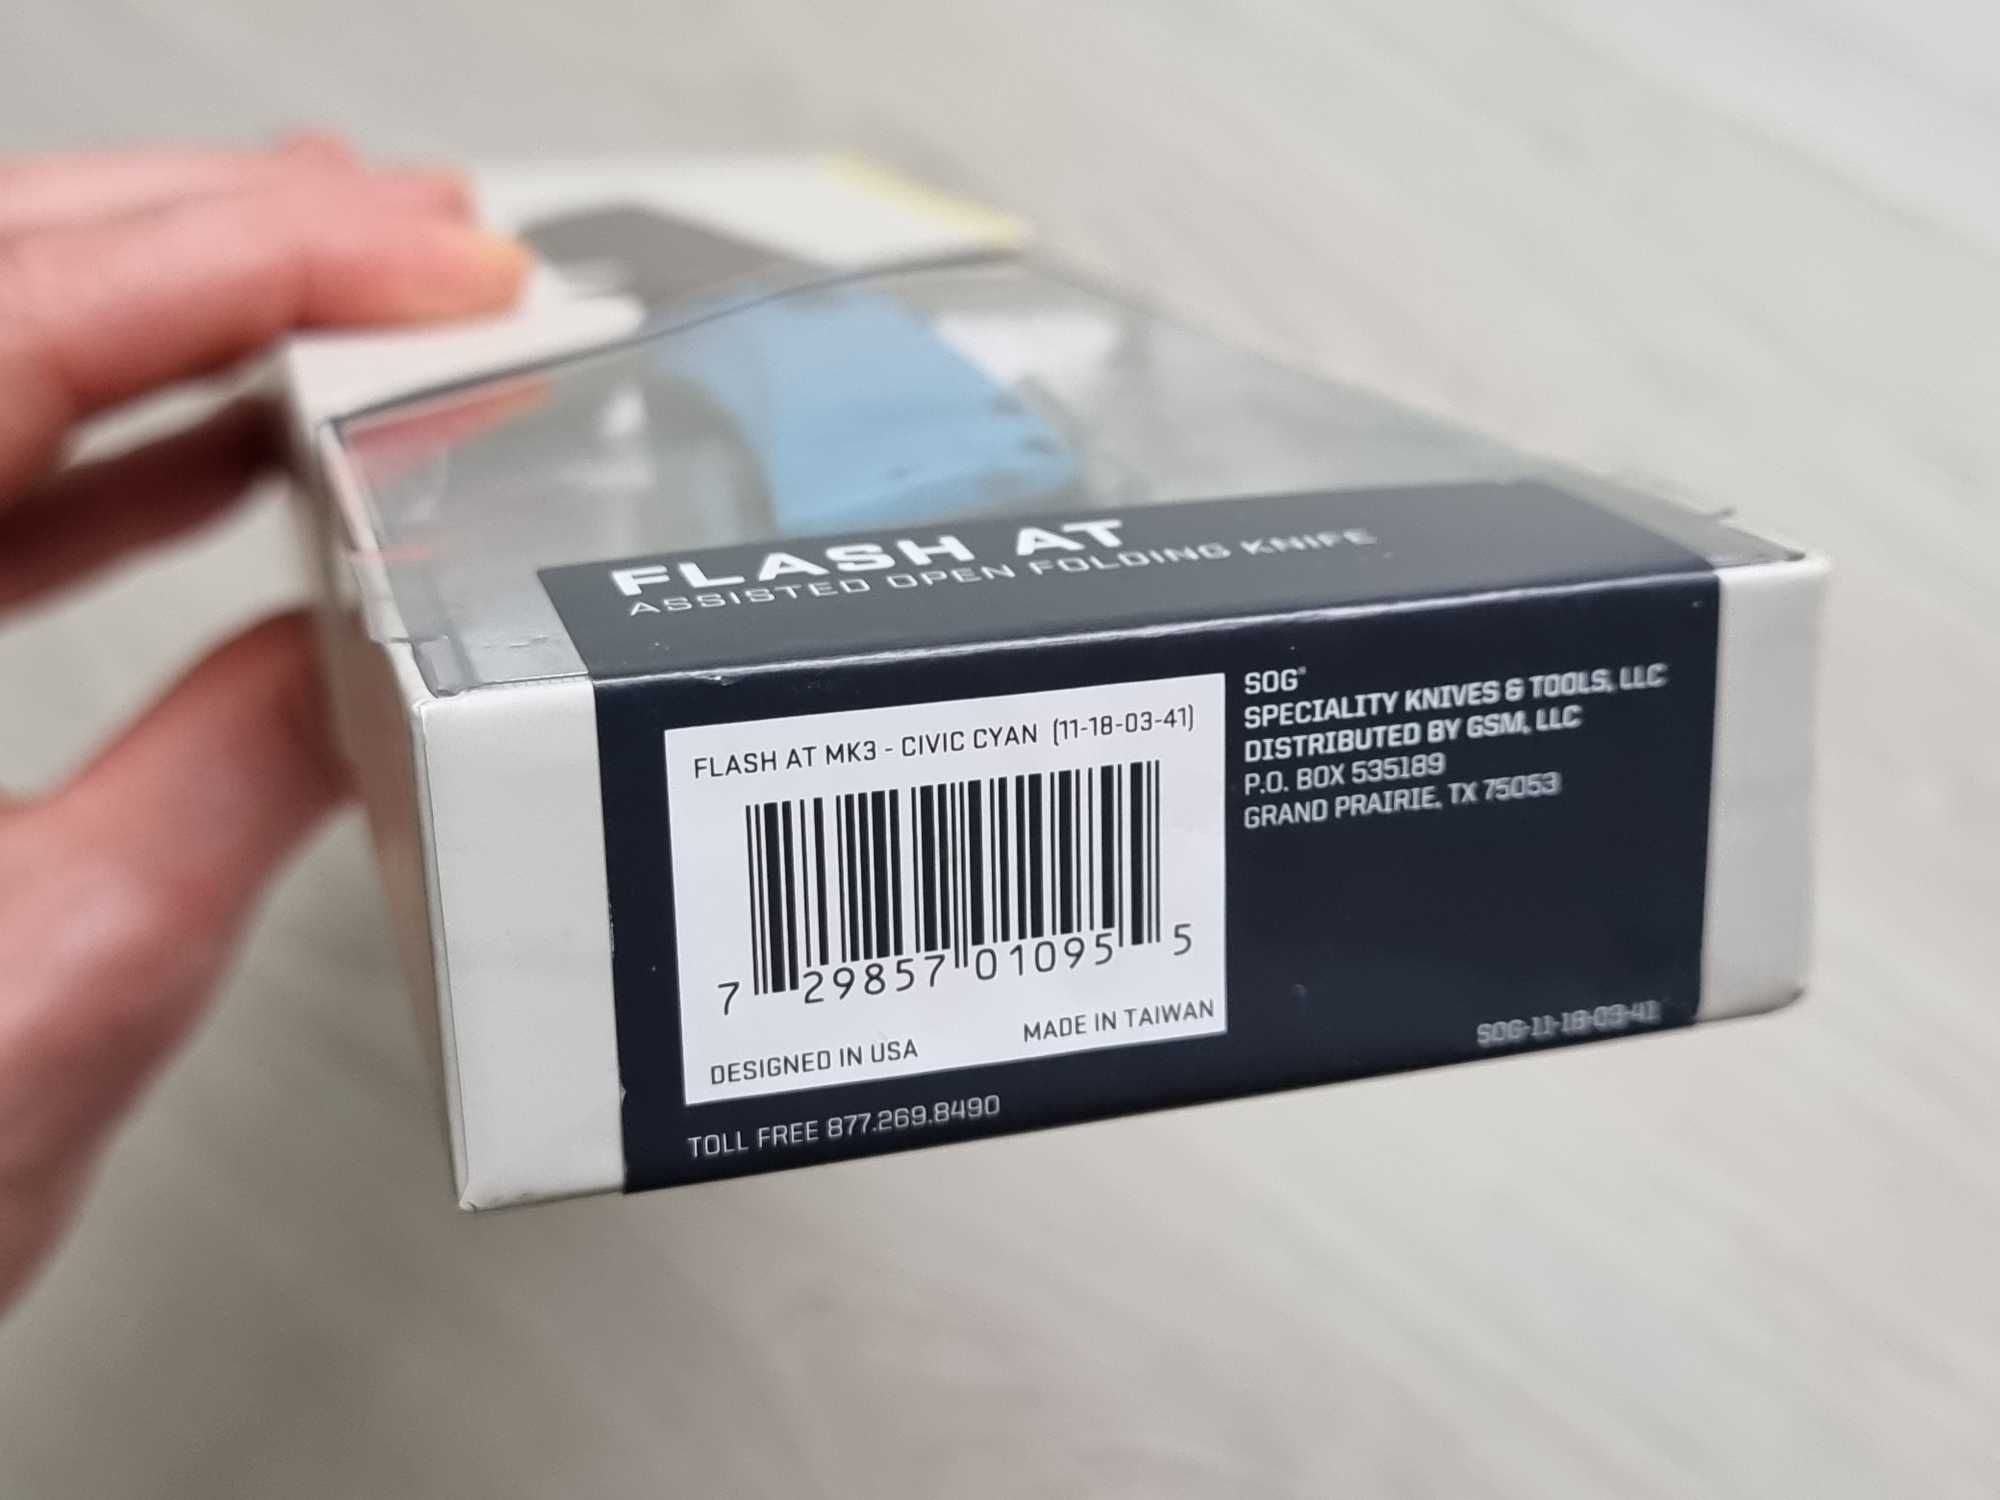 FLASH AT
ASSISTED OPEN FOLDING KNIFE
FLASH AT MK3 - CIVIC CYAN (11-18-03-41)
7 29857 01095 5
DESIGNED IN USA
MADE IN TAIWAN
TOLL FREE 877.269.8490
SOG®
SPECIALITY KNIVES & TOOLS, LLC
DISTRIBUTED BY GSM, LLC
P.O. BOX 535189
GRAND PRAIRIE, TX 75053
SOG-11-18-03-41